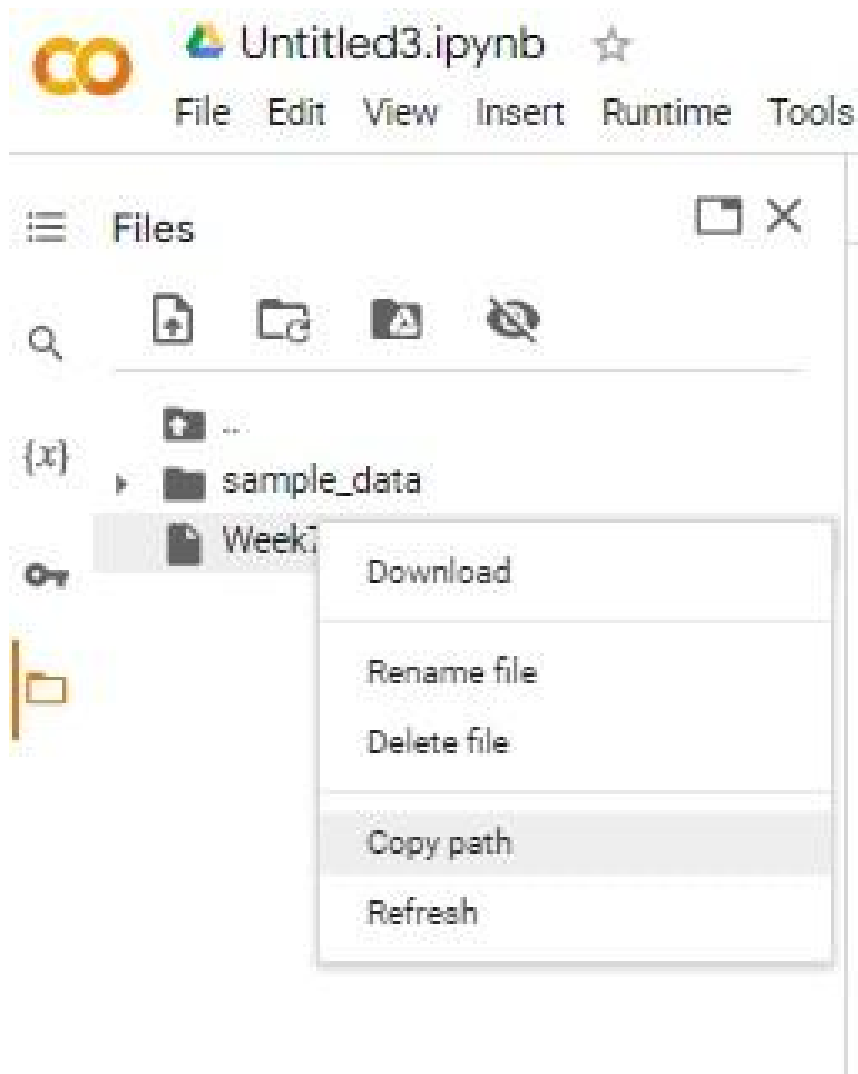 CO Untitled3.ipynb
File Edit View Insert Runtime Tools
Files
..
{x}
sample_data
Week7
Download
Rename file
Delete file
Copy path
Refresh